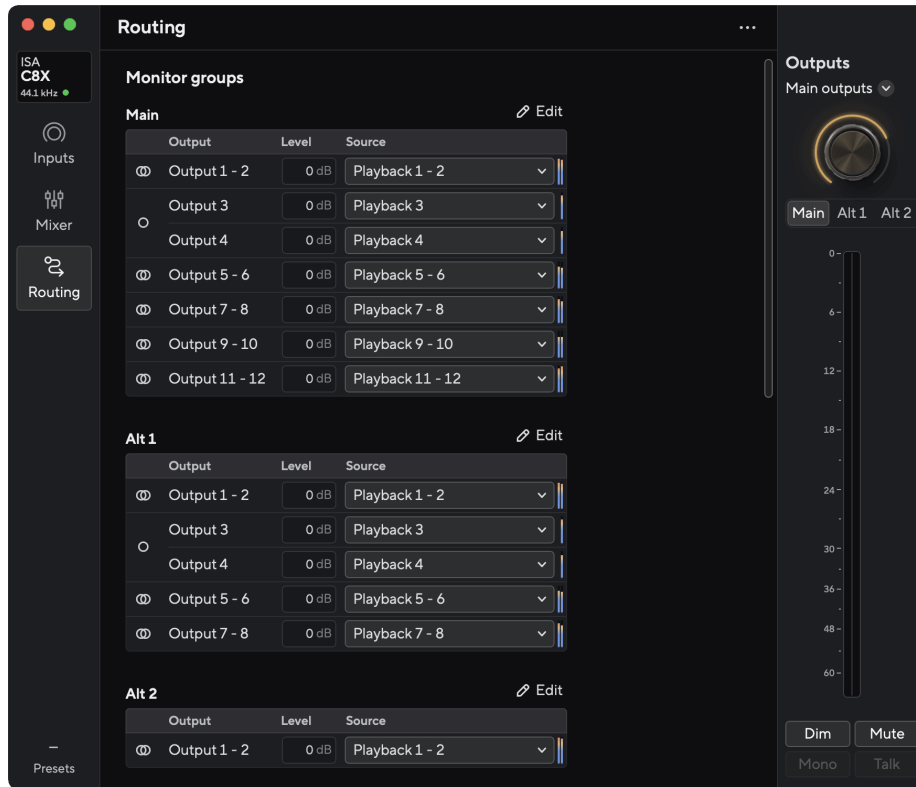 Routing
...
ISA
C8X
44.1 kHz
Inputs
Mixer
Routing
–
Presets
Monitor groups
Main
Edit
Output Level Source
Output 1 - 2 0 dB Playback 1 - 2
Output 3 0 dB Playback 3
Output 4 0 dB Playback 4
Output 5 - 6 0 dB Playback 5 - 6
Output 7 - 8 0 dB Playback 7 - 8
Output 9 - 10 0 dB Playback 9 - 10
Output 11 - 12 0 dB Playback 11 - 12
Alt 1
Edit
Output Level Source
Output 1 - 2 0 dB Playback 1 - 2
Output 3 0 dB Playback 3
Output 4 0 dB Playback 4
Output 5 - 6 0 dB Playback 5 - 6
Output 7 - 8 0 dB Playback 7 - 8
Alt 2
Edit
Output Level Source
Output 1 - 2 0 dB Playback 1 - 2
Outputs
Main outputs
Main Alt 1 Alt 2
0
6
12
18
24
30
36
48
60
Dim Mute
Mono Talk